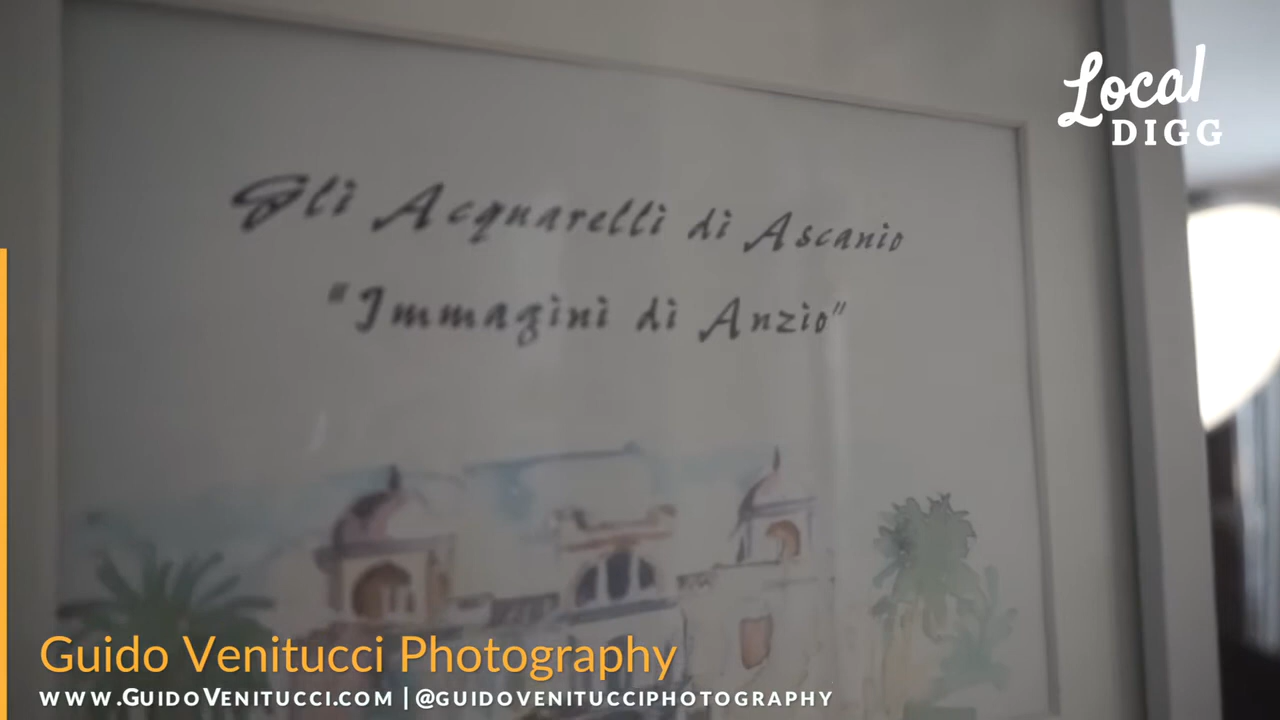 Local
DIGG
Gli Acquarelli di Ascanio
"Immagini di Anzio"
Guido Venitucci Photography
www.GuidoVenitucci.com | @guidovenitucciphotography